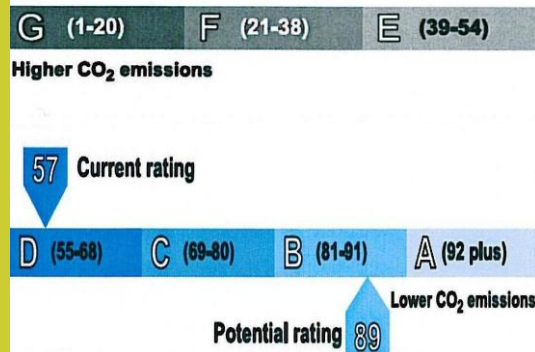 G (1-20) F (21-38) E (39-54)
Higher CO₂ emissions
57 Current rating
D (55-68) C (69-80) B (81-91) A (92 plus)
Lower CO₂ emissions
Potential rating 89